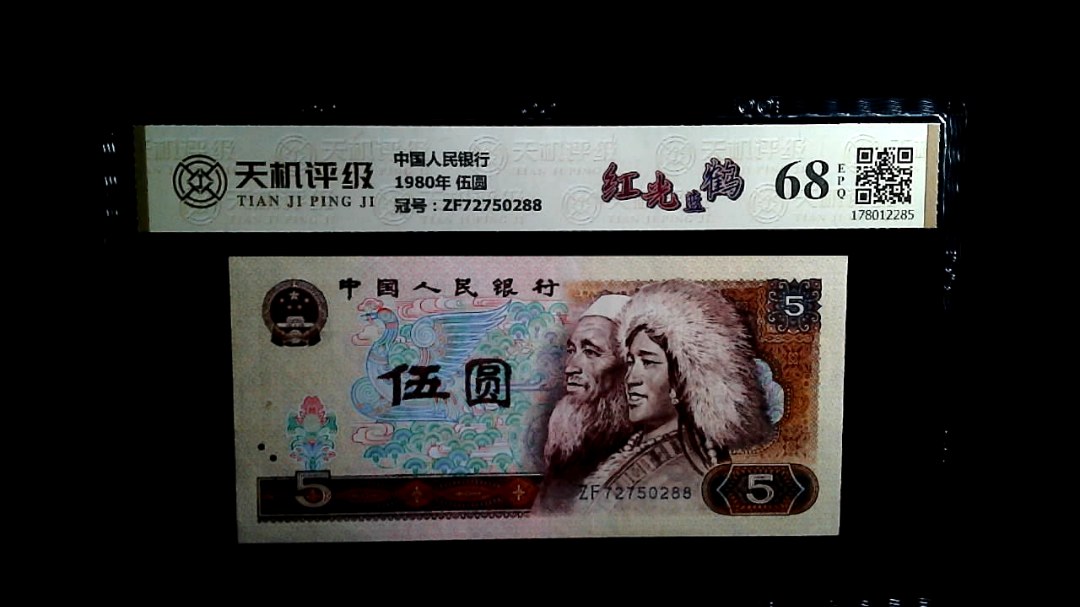 天机评级
TIAN JI PING JI
中国人民银行
1980年 伍圆
冠号：ZF72750288
红光蓝鹤
68
EPQ
178012285
中国人民银行
5
伍圆
5
ZF72750288
5